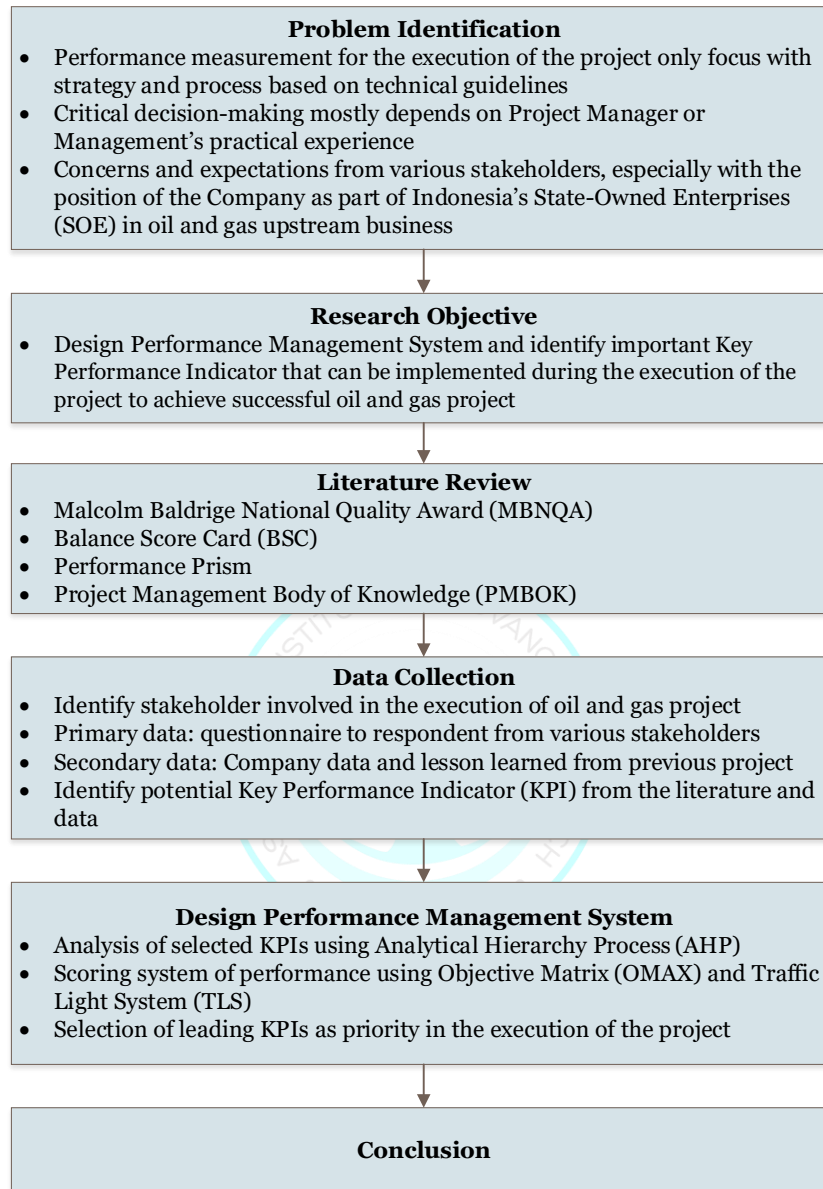 Problem Identification
• Performance measurement for the execution of the project only focus with
strategy and process based on technical guidelines
• Critical decision-making mostly depends on Project Manager or
Management's practical experience
• Concerns and expectations from various stakeholders, especially with the
position of the Company as part of Indonesia's State-Owned Enterprises
(SOE) in oil and gas upstream business
Research Objective
• Design Performance Management System and identify important Key
Performance Indicator that can be implemented during the execution of the
project to achieve successful oil and gas project
Literature Review
• Malcolm Baldrige National Quality Award (MBNQA)
• Balance Score Card (BSC)
• Performance Prism
• Project Management Body of Knowledge (PMBOK)
Data Collection
• Identify stakeholder involved in the execution of oil and gas project
• Primary data: questionnaire to respondent from various stakeholders
• Secondary data: Company data and lesson learned from previous project
• Identify potential Key Performance Indicator (KPI) from the literature and
data
Design Performance Management System
• Analysis of selected KPIs using Analytical Hierarchy Process (AHP)
• Scoring system of performance using Objective Matrix (OMAX) and Traffic
Light System (TLS)
• Selection of leading KPIs as priority in the execution of the project
Conclusion